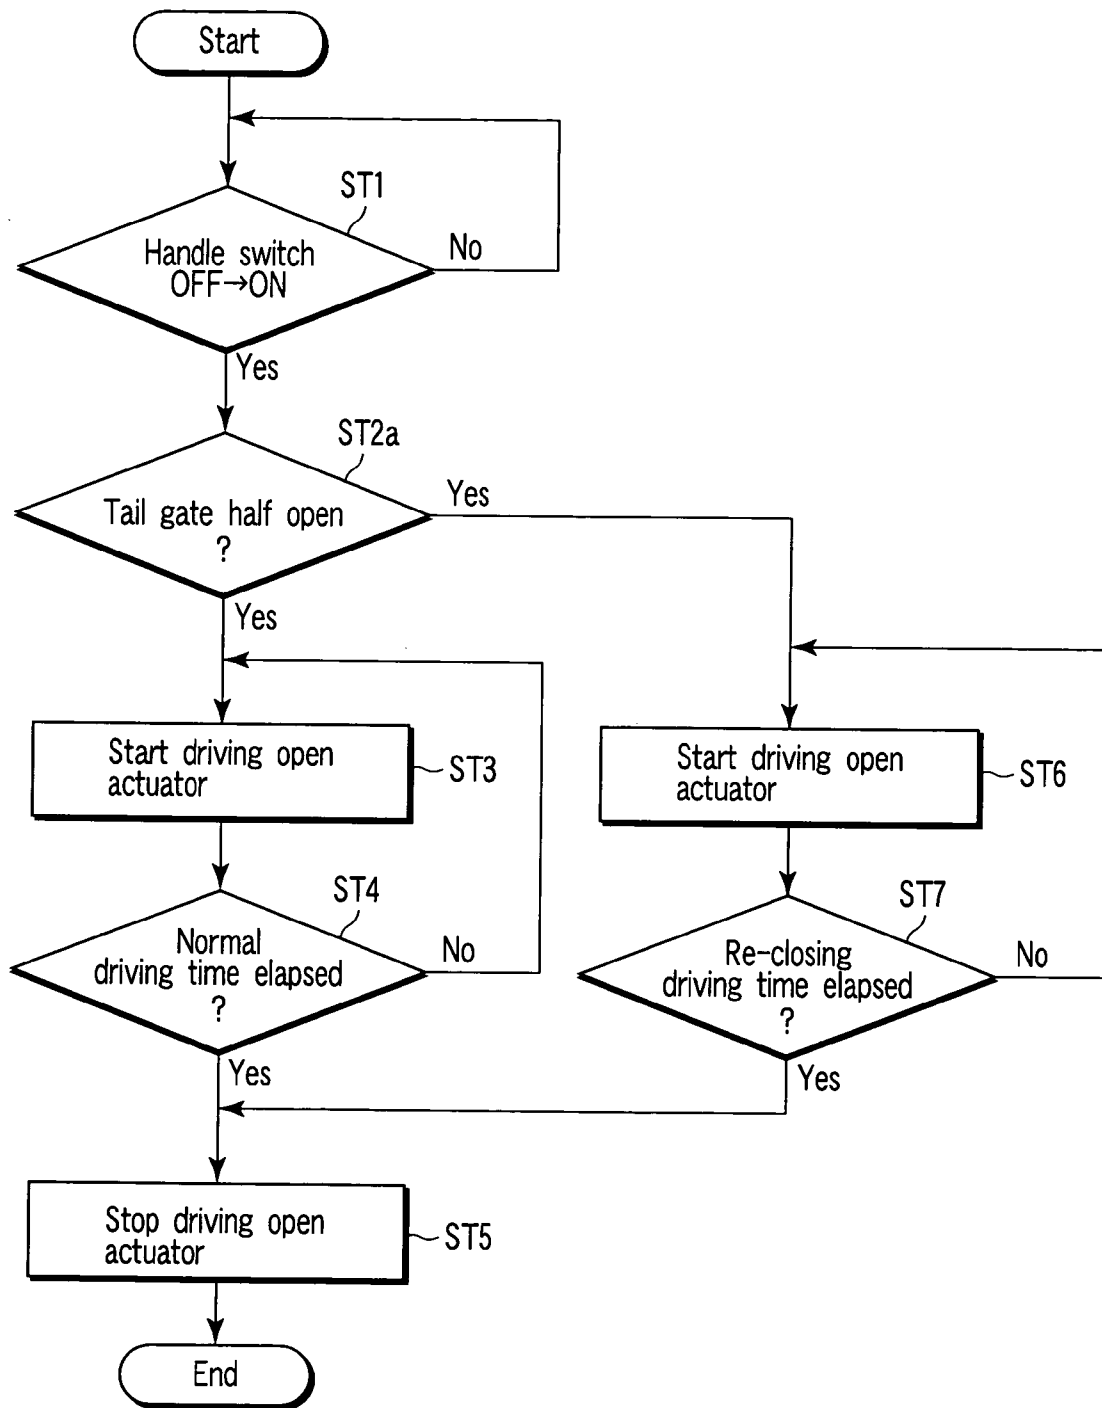 Start
ST1
Handle switch
OFF→ON
No
Yes
ST2a
Tail gate half open
?
Yes
Yes
Start driving open
actuator
ST3
Start driving open
actuator
ST6
ST4
Normal
driving time elapsed
?
No
Yes
ST7
Re-closing
driving time elapsed
?
No
Yes
Stop driving open
actuator
ST5
End